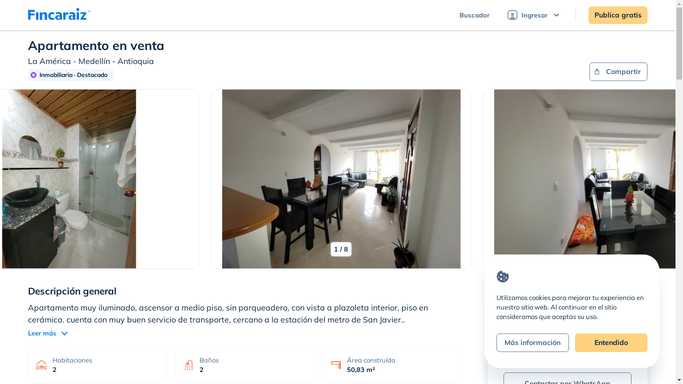 Fincaraiz
Buscador
Ingresar
Publica gratis
Apartamento en venta
La América - Medellín - Antioquia
Inmobiliaria · Destacado
Compartir
1 / 8
Descripción general
Apartamento muy iluminado, ascensor a medio piso, sin parqueadero, con vista a plazoleta interior, piso en
cerámica. cuenta con muy buen servicio de transporte, cercano a la estación del metro de San Javier...
Leer más
Habitaciones
2
Baños
2
Área construída
50,83 m²
Utilizamos cookies para mejorar tu experiencia en
nuestro sitio web. Al continuar en el sitio
consideramos que aceptas su uso.
Más información
Entendido
Contactar por WhatsApp